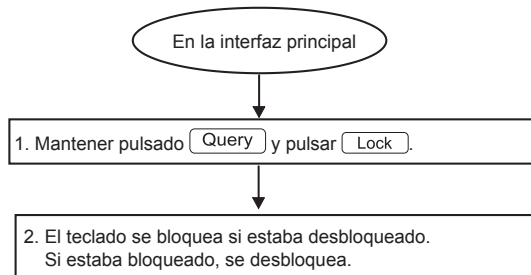 En la interfaz principal
1. Mantener pulsado Query y pulsar Lock .
2. El teclado se bloquea si estaba desbloqueado.
Si estaba bloqueado, se desbloquea.